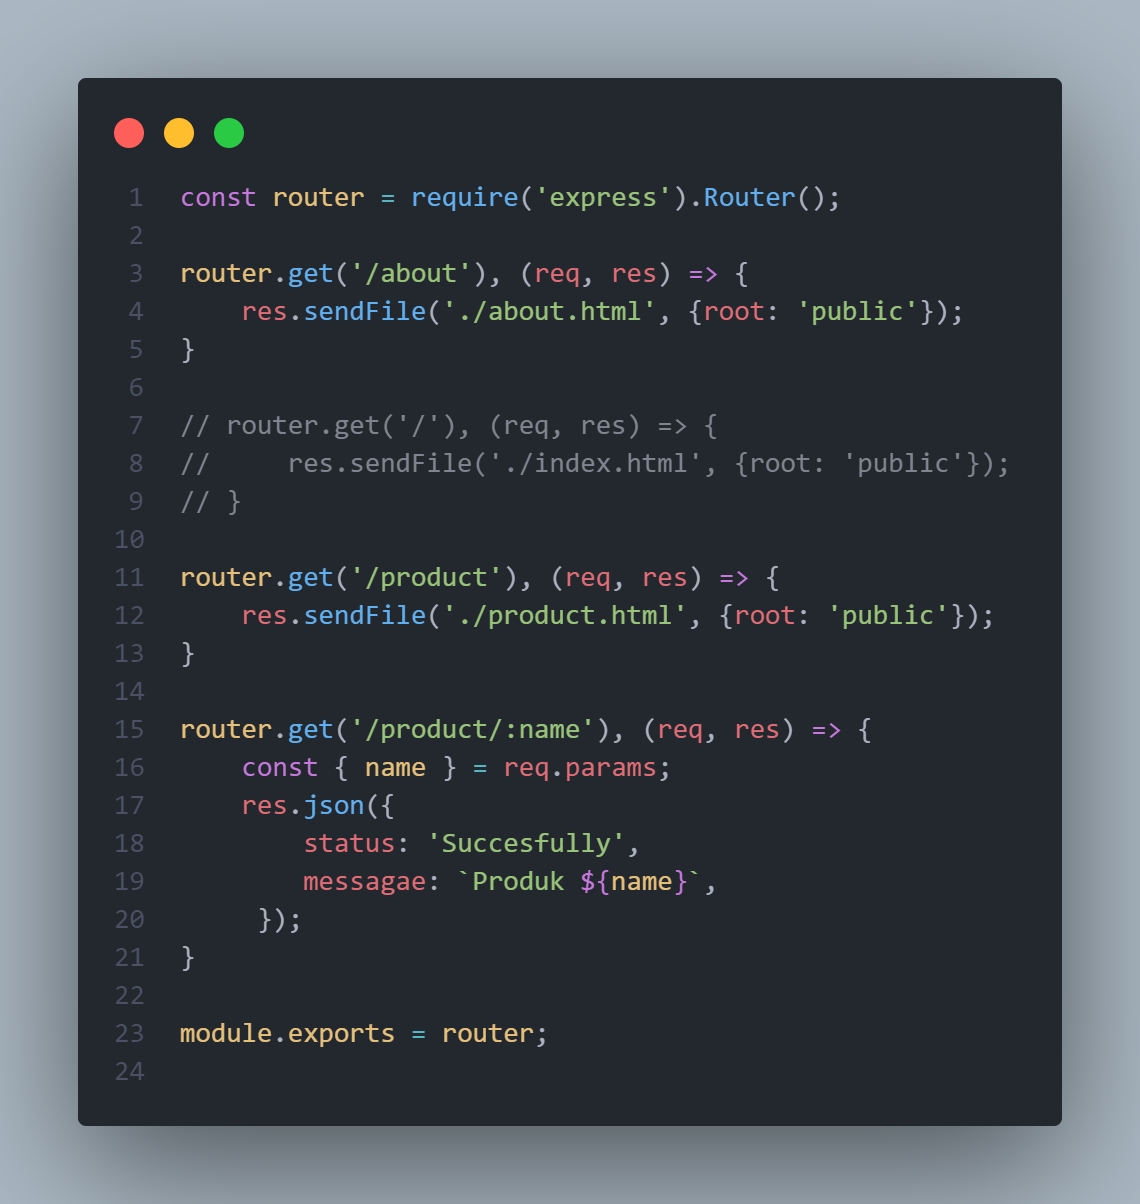 1 const router = require('express').Router();
2
3 router.get('/about'), (req, res) => {
4     res.sendFile('./about.html', {root: 'public'});
5 }
6
7 // router.get('/'), (req, res) => {
8 //     res.sendFile('./index.html', {root: 'public'});
9 // }
10
11 router.get('/product'), (req, res) => {
12     res.sendFile('./product.html', {root: 'public'});
13 }
14
15 router.get('/product/:name'), (req, res) => {
16     const { name } = req.params;
17     res.json({
18         status: 'Succesfully',
19         messagae: `Produk ${name}`,
20      });
21 }
22
23 module.exports = router;
24